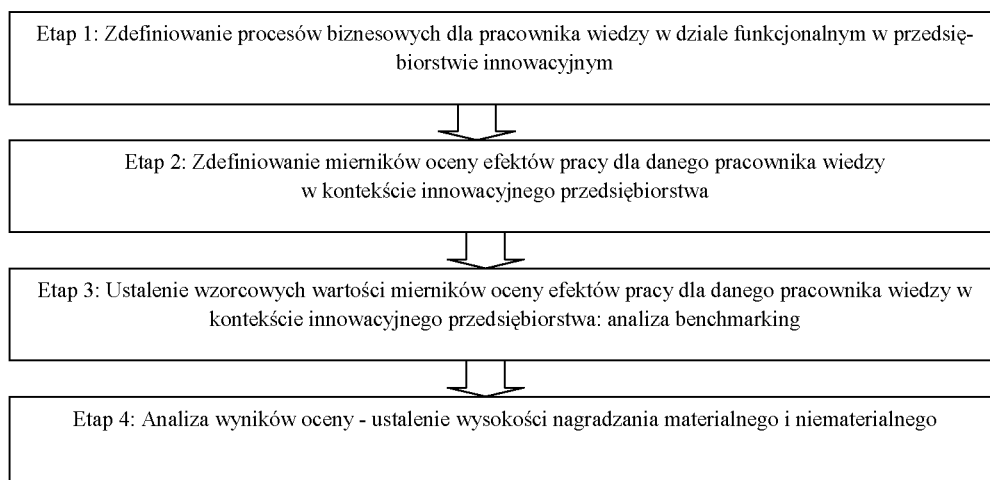 Etap 1: Zdefiniowanie procesów biznesowych dla pracownika wiedzy w dziale funkcjonalnym w przedsię-
biorstwie innowacyjnym
Etap 2: Zdefiniowanie mierników oceny efektów pracy dla danego pracownika wiedzy
w kontekście innowacyjnego przedsiębiorstwa
Etap 3: Ustalenie wzorcowych wartości mierników oceny efektów pracy dla danego pracownika wiedzy w
kontekście innowacyjnego przedsiębiorstwa: analiza benchmarking
Etap 4: Analiza wyników oceny - ustalenie wysokości nagradzania materialnego i niematerialnego